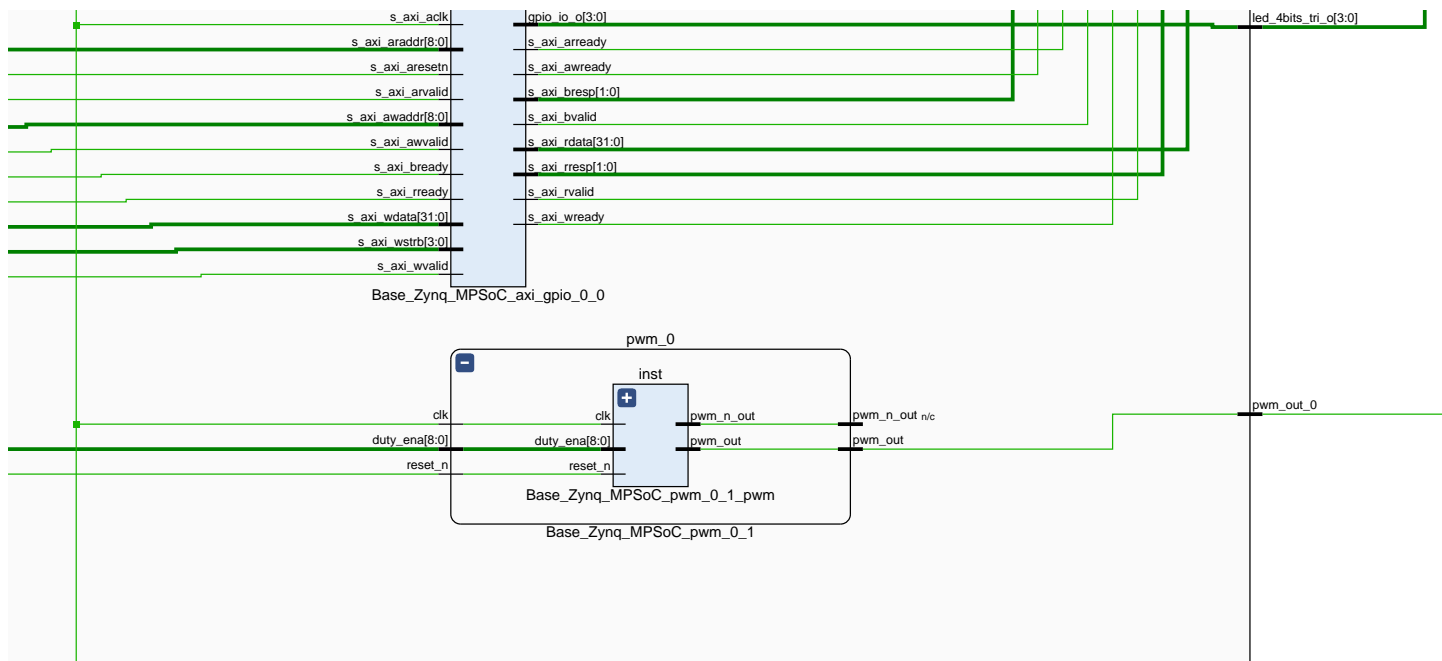 s_axi_aclk
s_axi_araddr[8:0]
s_axi_aresetn
s_axi_arvalid
s_axi_awaddr[8:0]
s_axi_awvalid
s_axi_bready
s_axi_rready
s_axi_wdata[31:0]
s_axi_wstrb[3:0]
s_axi_wvalid
gpio_io_o[3:0]
s_axi_arready
s_axi_awready
s_axi_bresp[1:0]
s_axi_bvalid
s_axi_rdata[31:0]
s_axi_rresp[1:0]
s_axi_rvalid
s_axi_wready
Base_Zynq_MPSoC_axi_gpio_0_0
led_4bits_tri_o[3:0]
pwm_0
inst
clk
duty_ena[8:0]
reset_n
clk
duty_ena[8:0]
reset_n
pwm_n_out
pwm_out
pwm_n_out n/c
pwm_out
Base_Zynq_MPSoC_pwm_0_1_pwm
Base_Zynq_MPSoC_pwm_0_1
pwm_out_0